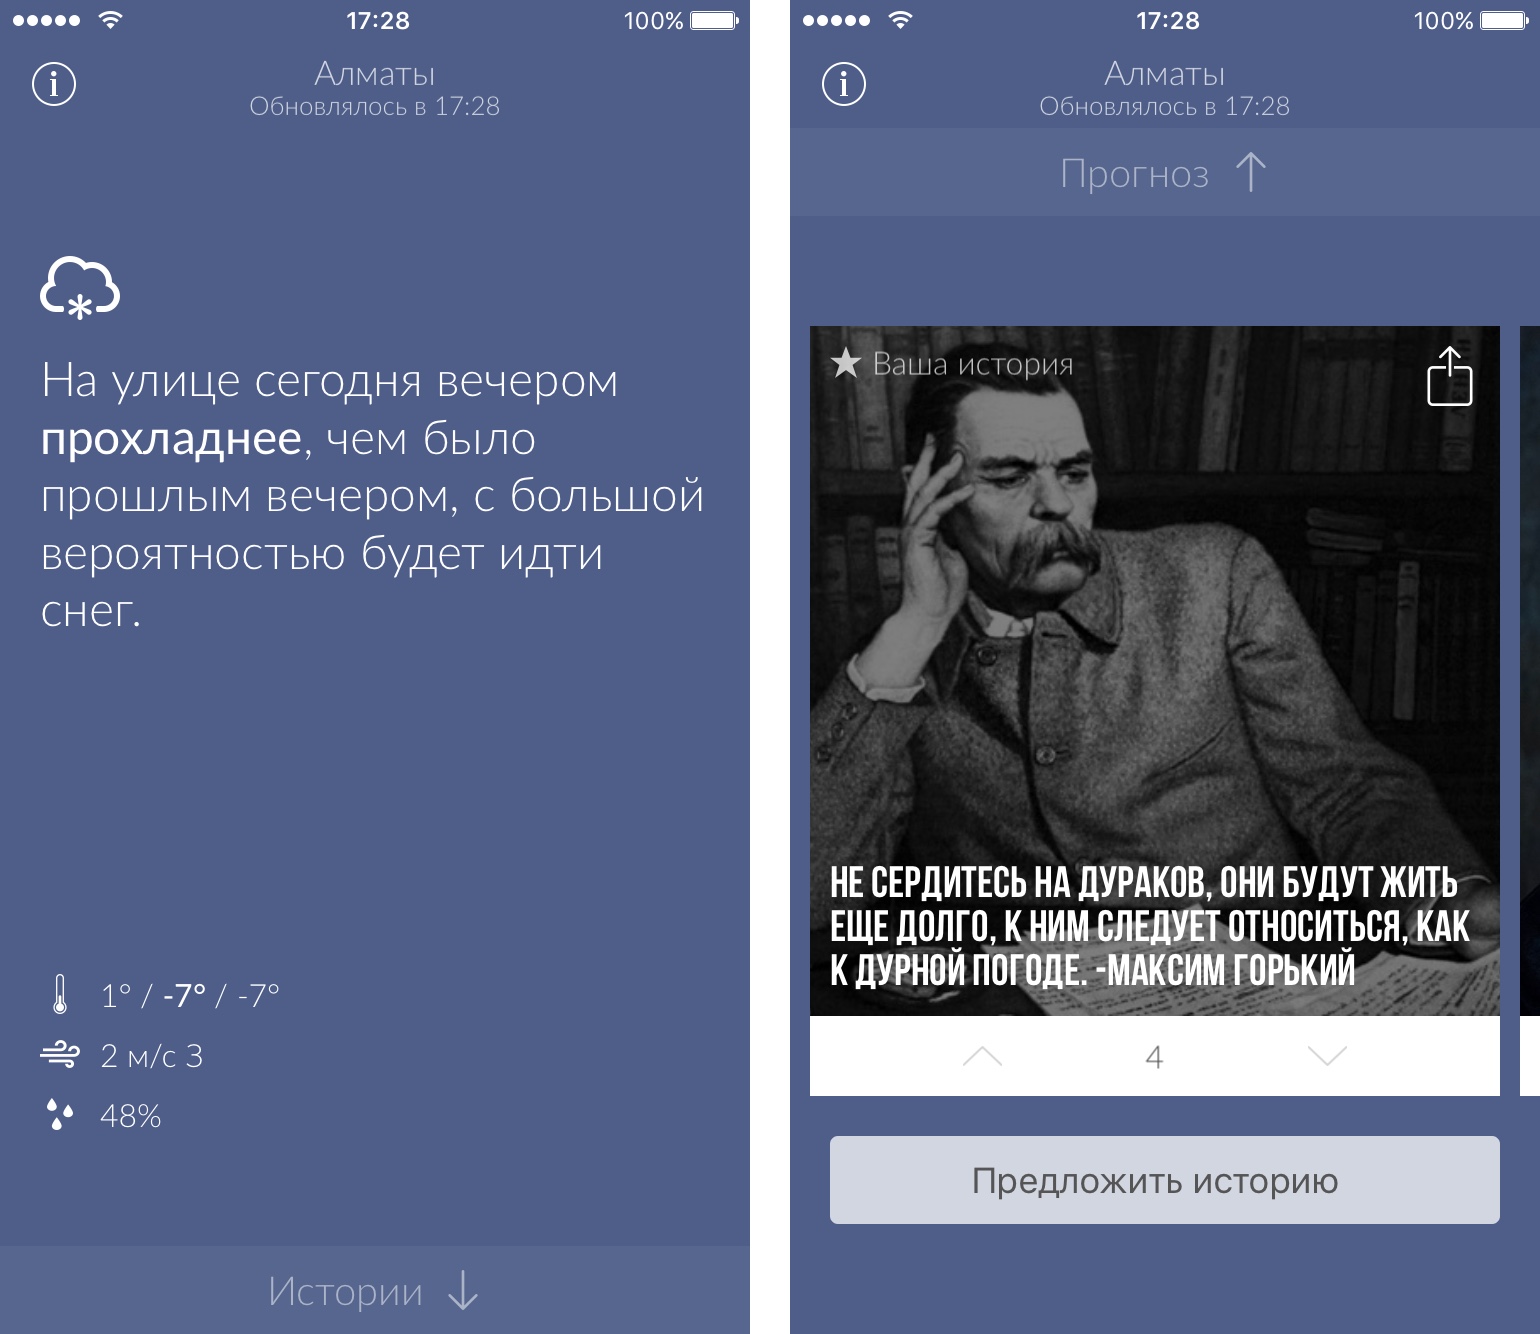 17:28
100%
Алматы
Обновлялось в 17:28
На улице сегодня вечером
прохладнее, чем было
прошлым вечером, с большой
вероятностью будет идти
снег.
1° / -7° / -7°
2 м/с З
48%
Истории
17:28
100%
Алматы
Обновлялось в 17:28
Прогноз
Ваша история
НЕ СЕРДИТЕСЬ НА ДУРАКОВ, ОНИ БУДУТ ЖИТЬ
ЕЩЕ ДОЛГО, К НИМ СЛЕДУЕТ ОТНОСИТЬСЯ, КАК
К ДУРНОЙ ПОГОДЕ. -МАКСИМ ГОРЬКИЙ
4
Предложить историю